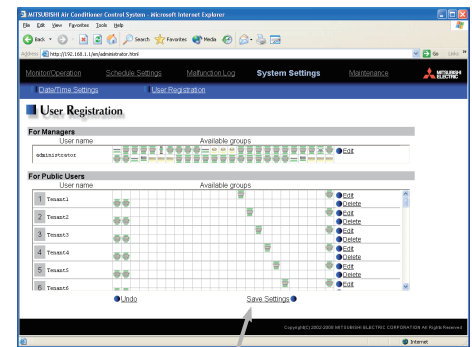 MITSUBISHI Air Conditioner Control System - Microsoft Internet Explorer
File Edit View Favorites Tools Help
Back Search Favorites Media
Address http://192.168.1.1/en/administrator.html Go Links
Monitor/Operation Schedule Settings Malfunction Log System Settings Maintenance MITSUBISHI ELECTRIC
Date/Time Settings User Registration
User Registration
For Managers
User name Available groups
administrator Edit
For Public Users
User name Available groups
1 Tenant1 Edit
Delete
2 Tenant2 Edit
Delete
3 Tenant3 Edit
Delete
4 Tenant4 Edit
Delete
5 Tenant5 Edit
Delete
6 Tenant6 Edit
Undo Save Settings
Copyright(C) 2002-2008 MITSUBISHI ELECTRIC CORPORATION All Rights Reserved
Internet